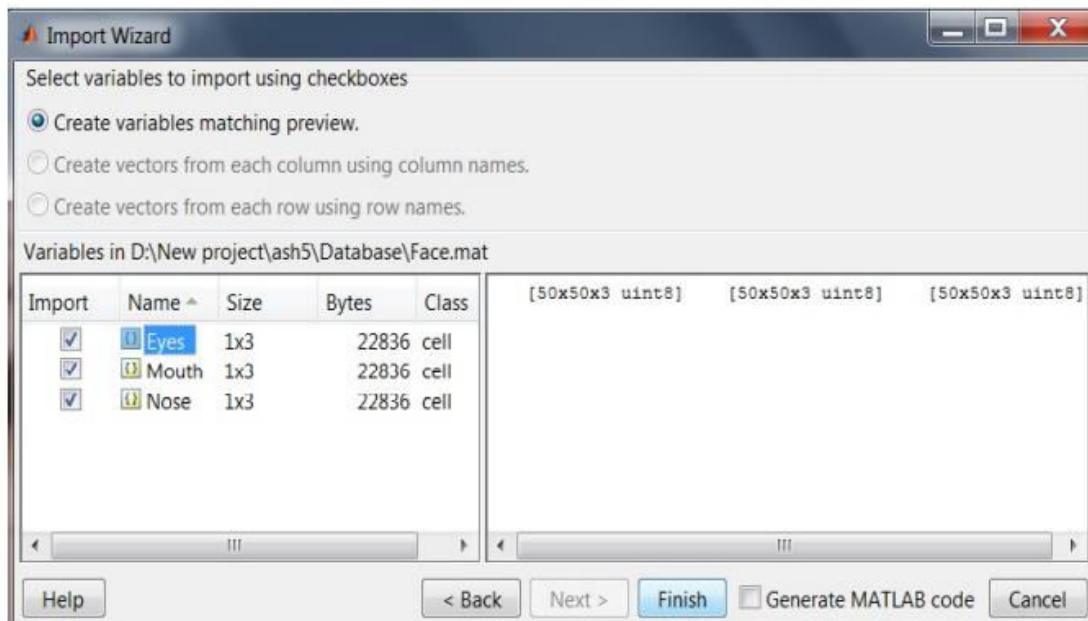 Import Wizard
Select variables to import using checkboxes
Create variables matching preview.
Create vectors from each column using column names.
Create vectors from each row using row names.
Variables in D:\New project\ash5\Database\Face.mat
Import Name Size Bytes Class
Eyes 1x3 22836 cell
Mouth 1x3 22836 cell
Nose 1x3 22836 cell
[50x50x3 uint8] [50x50x3 uint8] [50x50x3 uint8]
Help < Back Next > Finish Generate MATLAB code Cancel